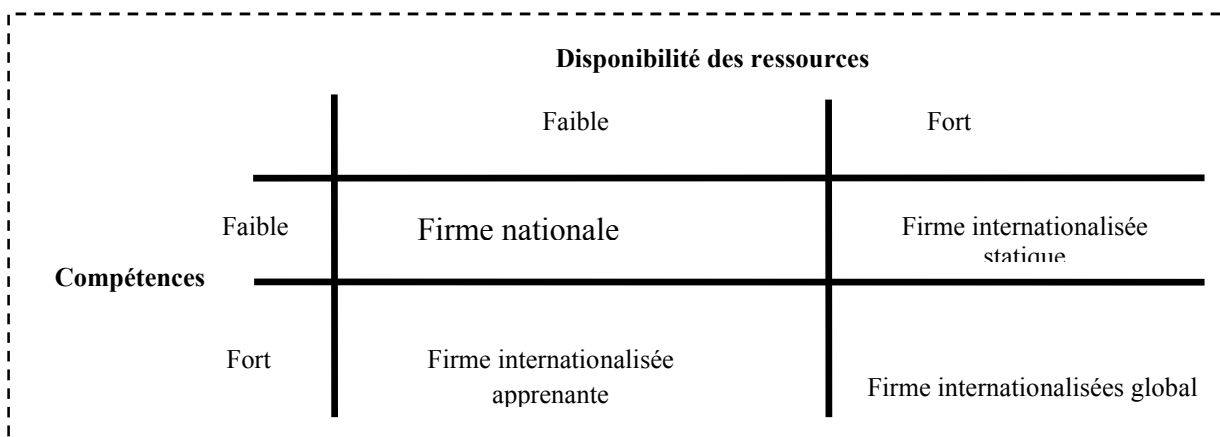 Disponibilité des ressources
Faible
Fort
Faible
Firme nationale
Firme internationalisée
statique
Compétences
Fort
Firme internationalisée
apprenante
Firme internationalisées global